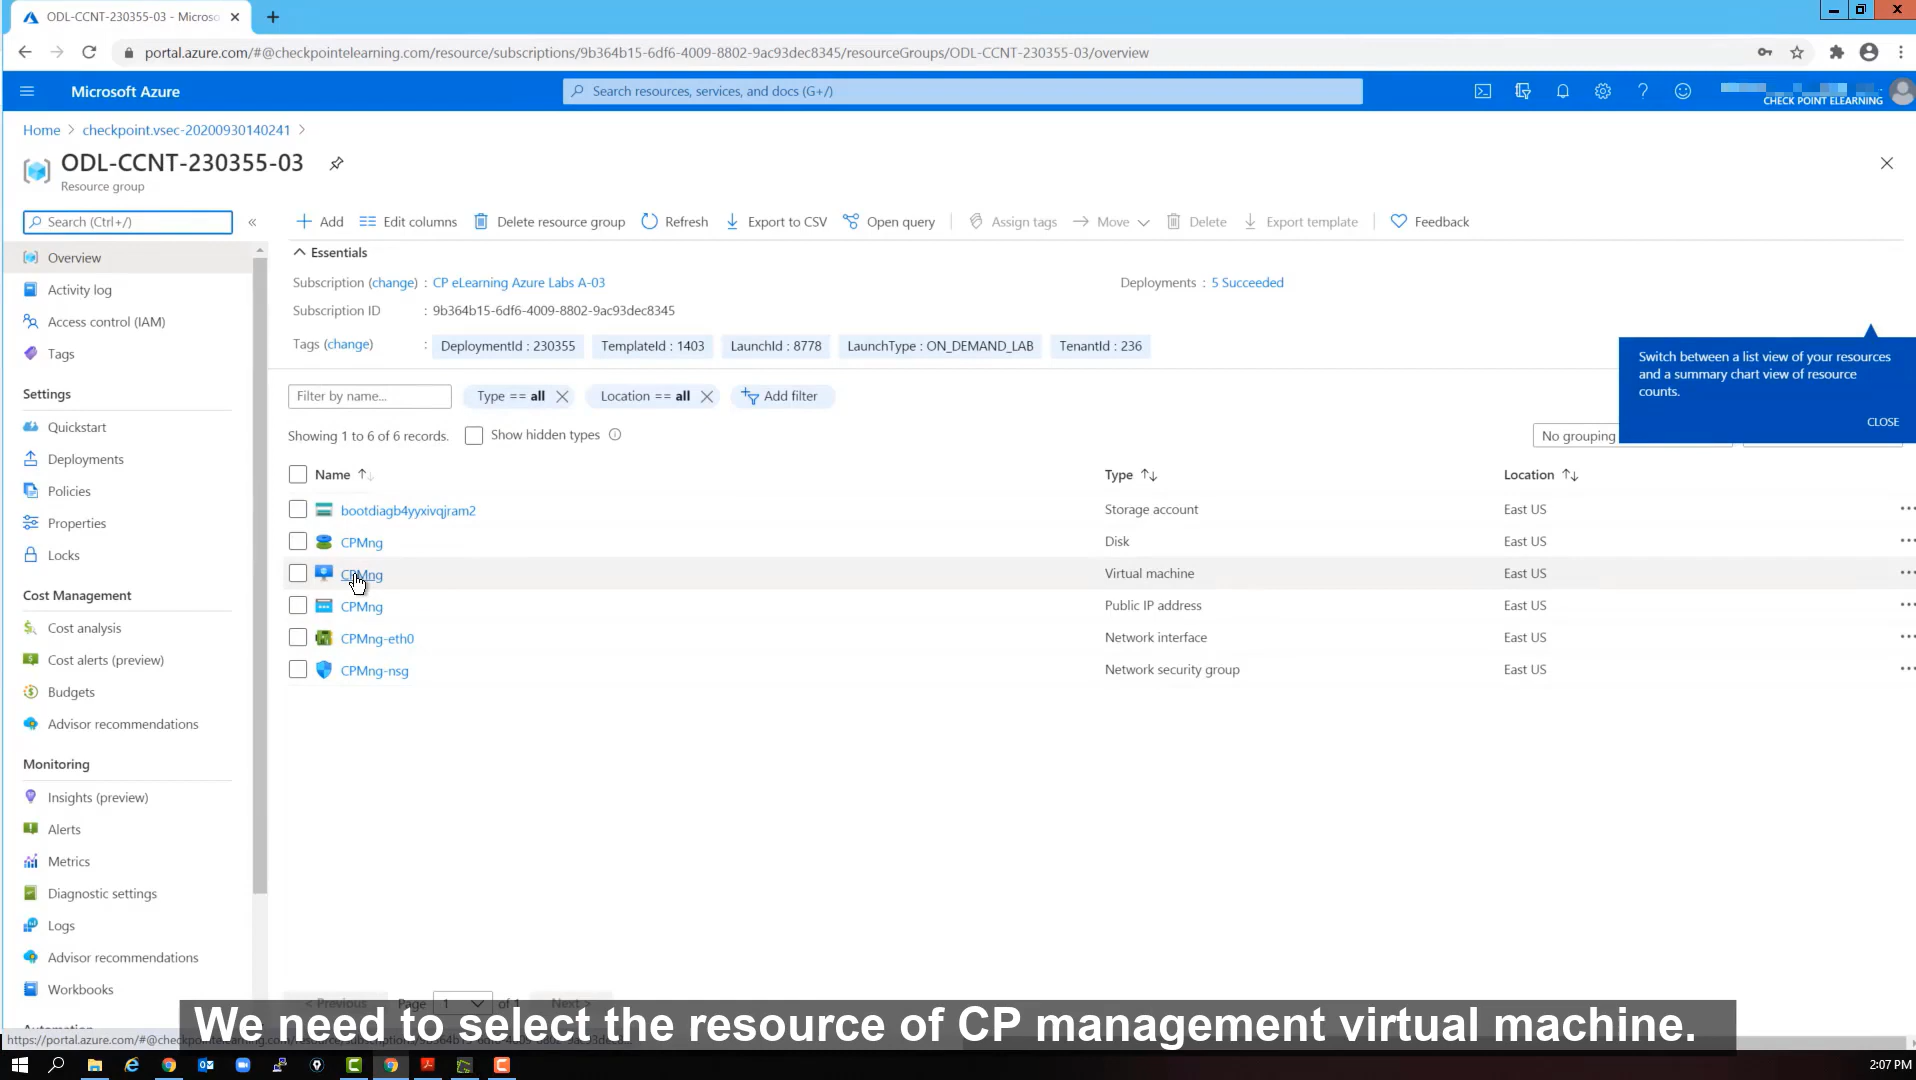 ODL-CCNT-230355-03 - Microso
portal.azure.com/#@checkpointelearning.com/resource/subscriptions/9b364b15-6df6-4009-8802-9ac93dec8345/resourceGroups/ODL-CCNT-230355-03/overview
Microsoft Azure
Search resources, services, and docs (G+/)
CHECK POINT ELEARNING
Home > checkpoint.vsec-20200930140241 >
ODL-CCNT-230355-03
Resource group
Search (Ctrl+/)
«
Add
Edit columns
Delete resource group
Refresh
Export to CSV
Open query
Assign tags
Move
Delete
Export template
Feedback
Overview
Activity log
Access control (IAM)
Tags
Settings
Quickstart
Deployments
Policies
Properties
Locks
Cost Management
Cost analysis
Cost alerts (preview)
Budgets
Advisor recommendations
Monitoring
Insights (preview)
Alerts
Metrics
Diagnostic settings
Logs
Advisor recommendations
Workbooks
Essentials
Subscription (change) : CP eLearning Azure Labs A-03
Deployments : 5 Succeeded
Subscription ID : 9b364b15-6df6-4009-8802-9ac93dec8345
Tags (change) : DeploymentId : 230355 TemplateId : 1403 LaunchId : 8778 LaunchType : ON_DEMAND_LAB TenantId : 236
Switch between a list view of your resources
and a summary chart view of resource
counts.
CLOSE
Filter by name...
Type == all
Location == all
Add filter
Showing 1 to 6 of 6 records.
Show hidden types
No grouping
Name Type Location
bootdiagb4yyxivqjram2 Storage account East US
CPMng Disk East US
CPMng Virtual machine East US
CPMng Public IP address East US
CPMng-eth0 Network interface East US
CPMng-nsg Network security group East US
< Previous Page 1 of 1 Next >
We need to select the resource of CP management virtual machine.
2:07 PM